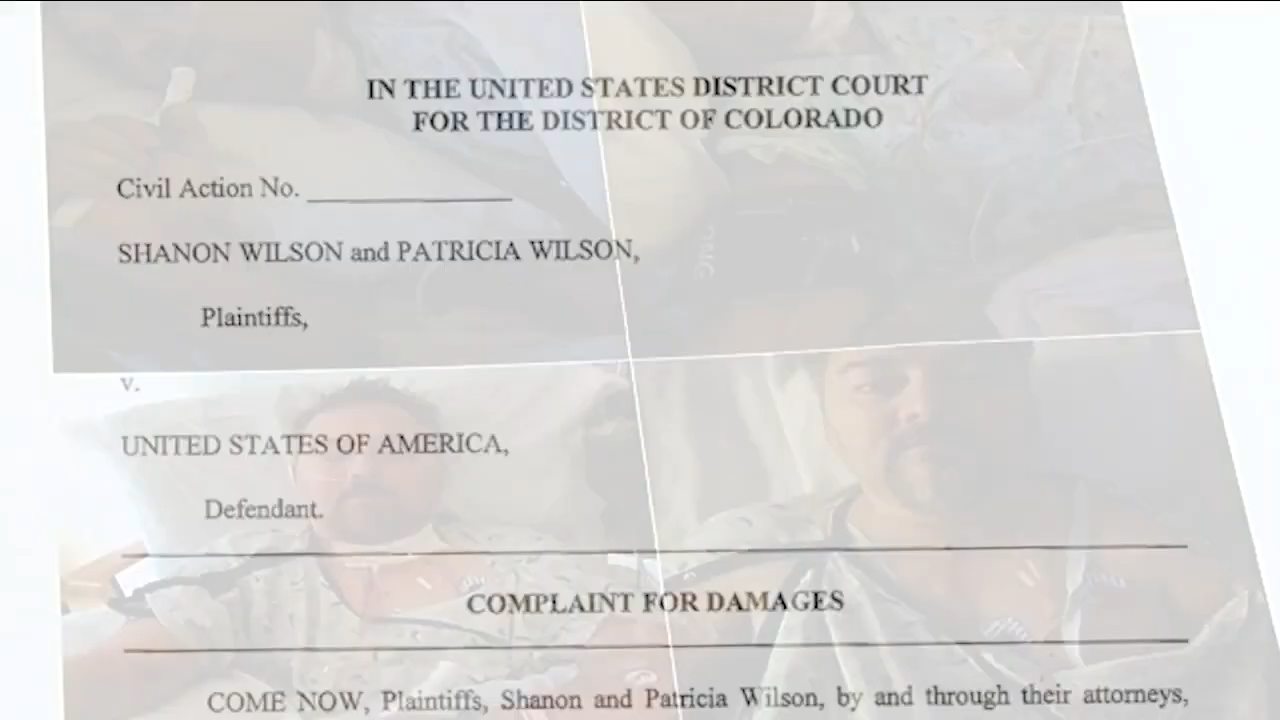 IN THE UNITED STATES DISTRICT COURT
FOR THE DISTRICT OF COLORADO
Civil Action No. ____________
SHANON WILSON and PATRICIA WILSON,
Plaintiffs,
v.
UNITED STATES OF AMERICA,
Defendant.
COMPLAINT FOR DAMAGES
COME NOW, Plaintiffs, Shanon and Patricia Wilson, by and through their attorneys,